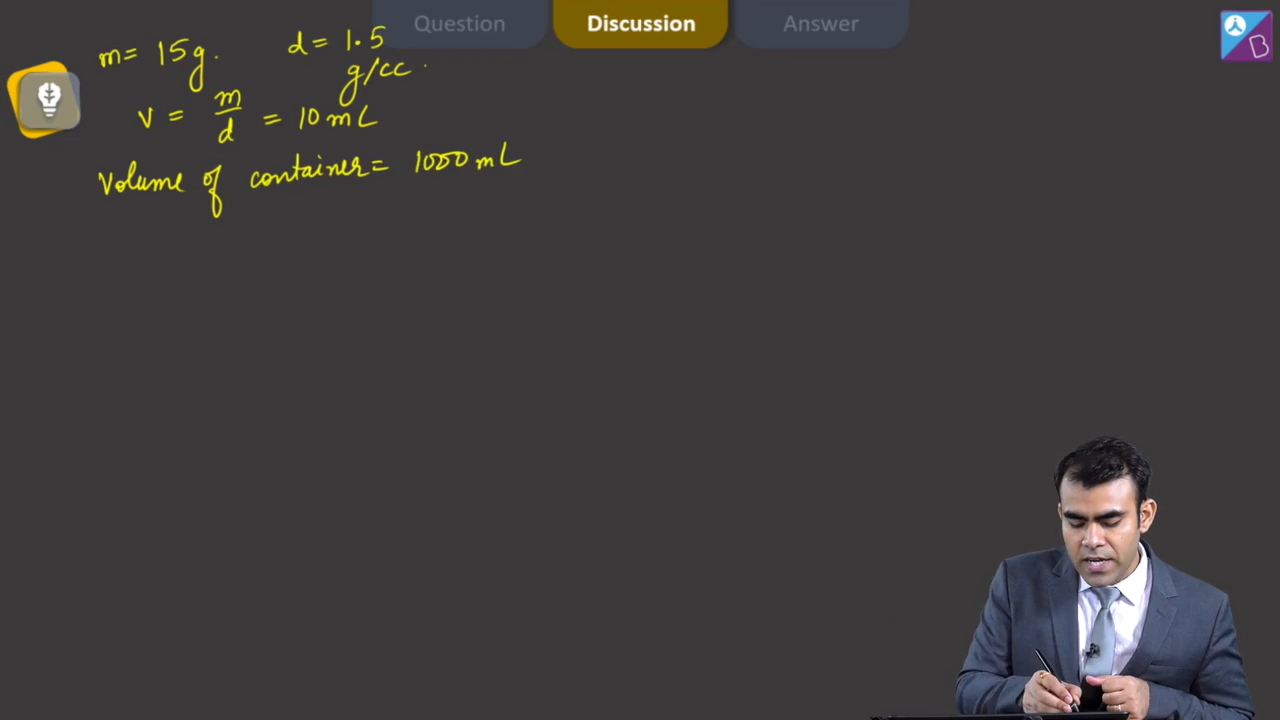 Question
Discussion
Answer
m= 15g. d= 1.5 g/cc.
v = m/d = 10 mL
Volume of container= 1000 mL
B